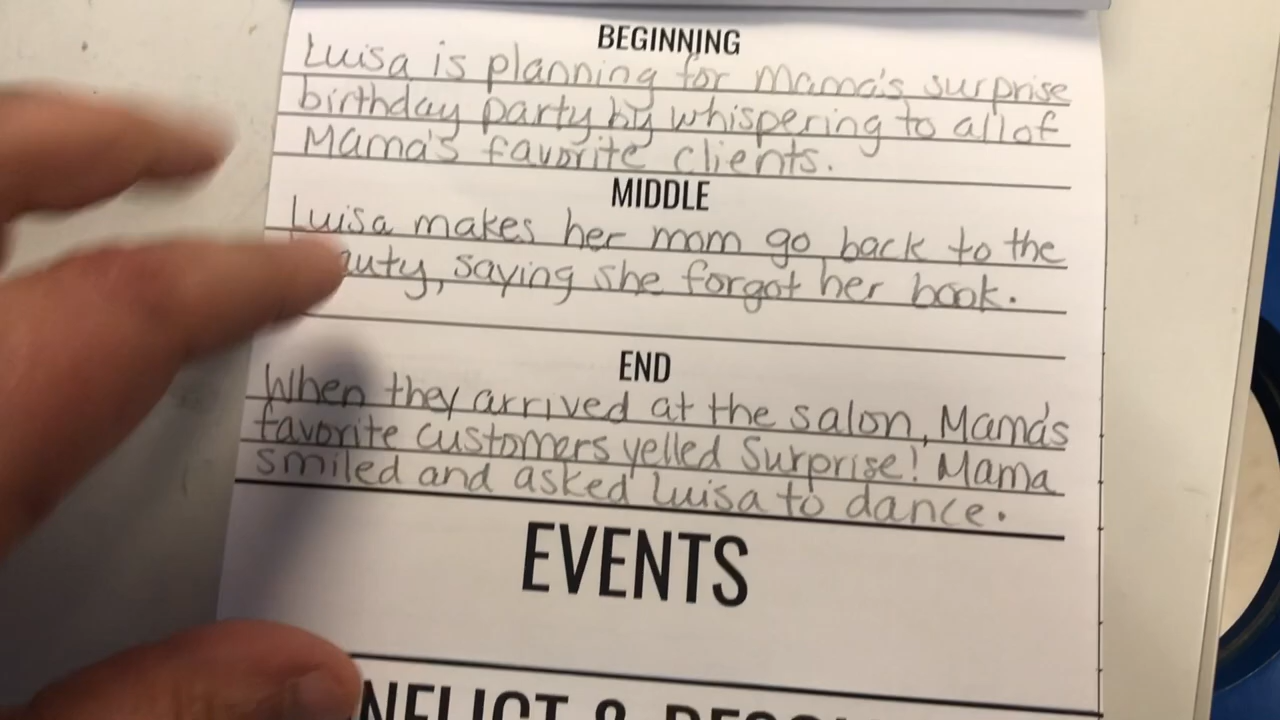 BEGINNING
Luisa is planning for Mama's surprise
birthday party by whispering to all of
Mama's favorite clients.
MIDDLE
Luisa makes her mom go back to the
auty, saying she forgot her book.
END
When they arrived at the salon, Mama's
favorite customers yelled Surprise! Mama
smiled and asked Luisa to dance.
EVENTS